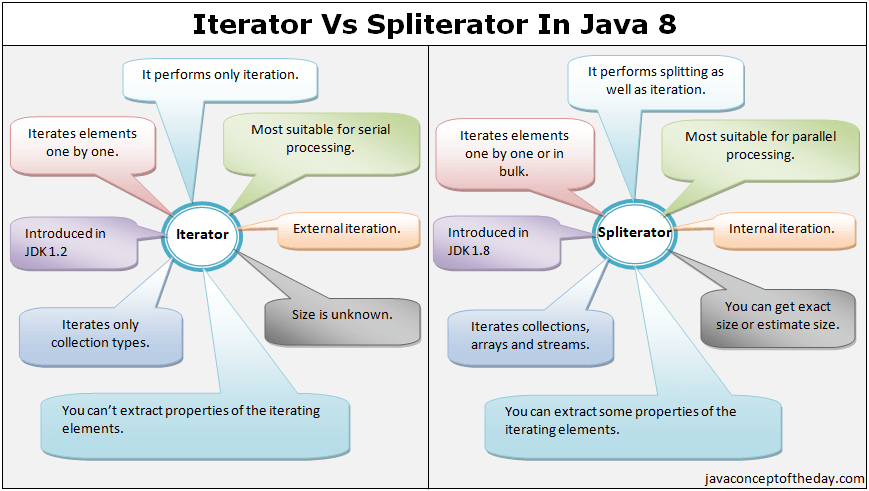 Iterator Vs Spliterator In Java 8
It performs only iteration.
Iterates elements
one by one.
Most suitable for serial
processing.
Iterator
Introduced in
JDK 1.2
External iteration.
Iterates only
collection types.
Size is unknown.
You can't extract properties of the iterating
elements.
It performs splitting as
well as iteration.
Iterates elements
one by one or in
bulk.
Most suitable for parallel
processing.
Spliterator
Introduced in
JDK 1.8
Internal iteration.
Iterates collections,
arrays and streams.
You can get exact
size or estimate size.
You can extract some properties of the
iterating elements.
javaconceptoftheday.com